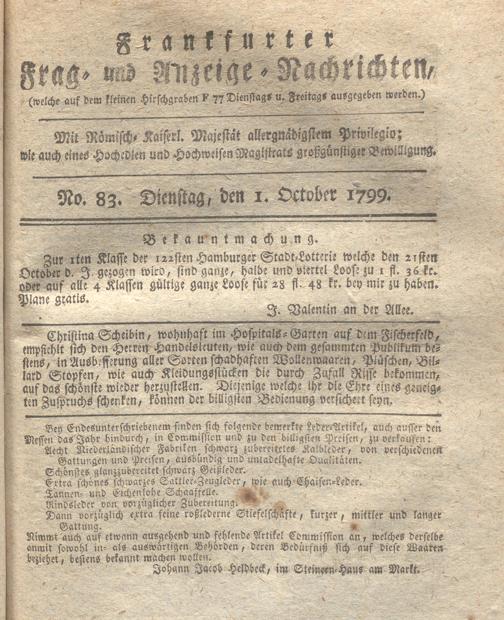 Frankfurter
Frag- und Anzeige-Nachrichten,
(welche auf dem kleinen Hirschgraben F 77 Dienstags u. Freitags ausgegeben werden.)
Mit Römisch-Kaiserl. Majestät allergnädigstem Privilegio;
wie auch eines Hochedlen und Hochweisen Magistrats großgünstiger Bewilligung.
No. 83. Dienstag, den 1. October 1799.
Bekanntmachung.
Zur 1ten Klasse der 122sten Hamburger Stadt-Lotterie welche den 21sten
October d. J. gezogen wird, sind ganze, halbe und viertel Loose zu 1 fl. 36 kr.
oder auf alle 4 Klassen gültige ganze Loose für 28 fl. 48 kr. bey mir zu haben.
Plane gratis.
J. Valentin an der Allee.
Christina Scheibin, wohnhaft im Hospitals-Garten auf dem Fischerfeld,
empfiehlt sich den Herren Handelsleuten, wie auch dem gesammten Publikum be-
stens, in Ausbesserung aller Sorten schadhaften Wollenwaaren, Plüschen, Bil-
lard Stopfen, wie auch Kleidungsstücken die durch Zufall Risse bekommen,
auf das schönste wieder herzustellen. Diejenige welche ihr die Ehre eines geneig-
ten Zuspruchs schenken, können der billigsten Bedienung versichert seyn.
Bey Endesunterschriebenem finden sich folgende bemerkte Leder-Artikel, auch ausser den
Messen das Jahr hindurch, in Commission und zu den billigsten Preisen, zu verkaufen:
Aecht Niederländischer Fabriken schwarz zubereitetes Kalbleder, von verschiedenen
Gattungen und Preisen, ausbündig und untadelhafte Qualitäten.
Schönstes glanzzubereitet schwarz Geißleder.
Extra schönes schwarzes Sattler-Zeugleder, wie auch Chaisen-Leder.
Tannen- und Eichenlohe Schaaffelle.
Rindsleder von vorzüglicher Zubereitung.
Dann vorzüglich extra feine roßlederne Stiefelschäfte, kurzer, mittler und langer
Gattung.
Nimmt auch auf etwann ausgehend und fehlende Artikel Commission an, welches derselbe
anmit sowohl in- als auswärtigen Behörden, deren Bedürfniß sich auf diese Waaren
beziehet, bestens bekannt machen wollen.
Johann Jacob Heldbeck, im Steinern-Haus am Markt.